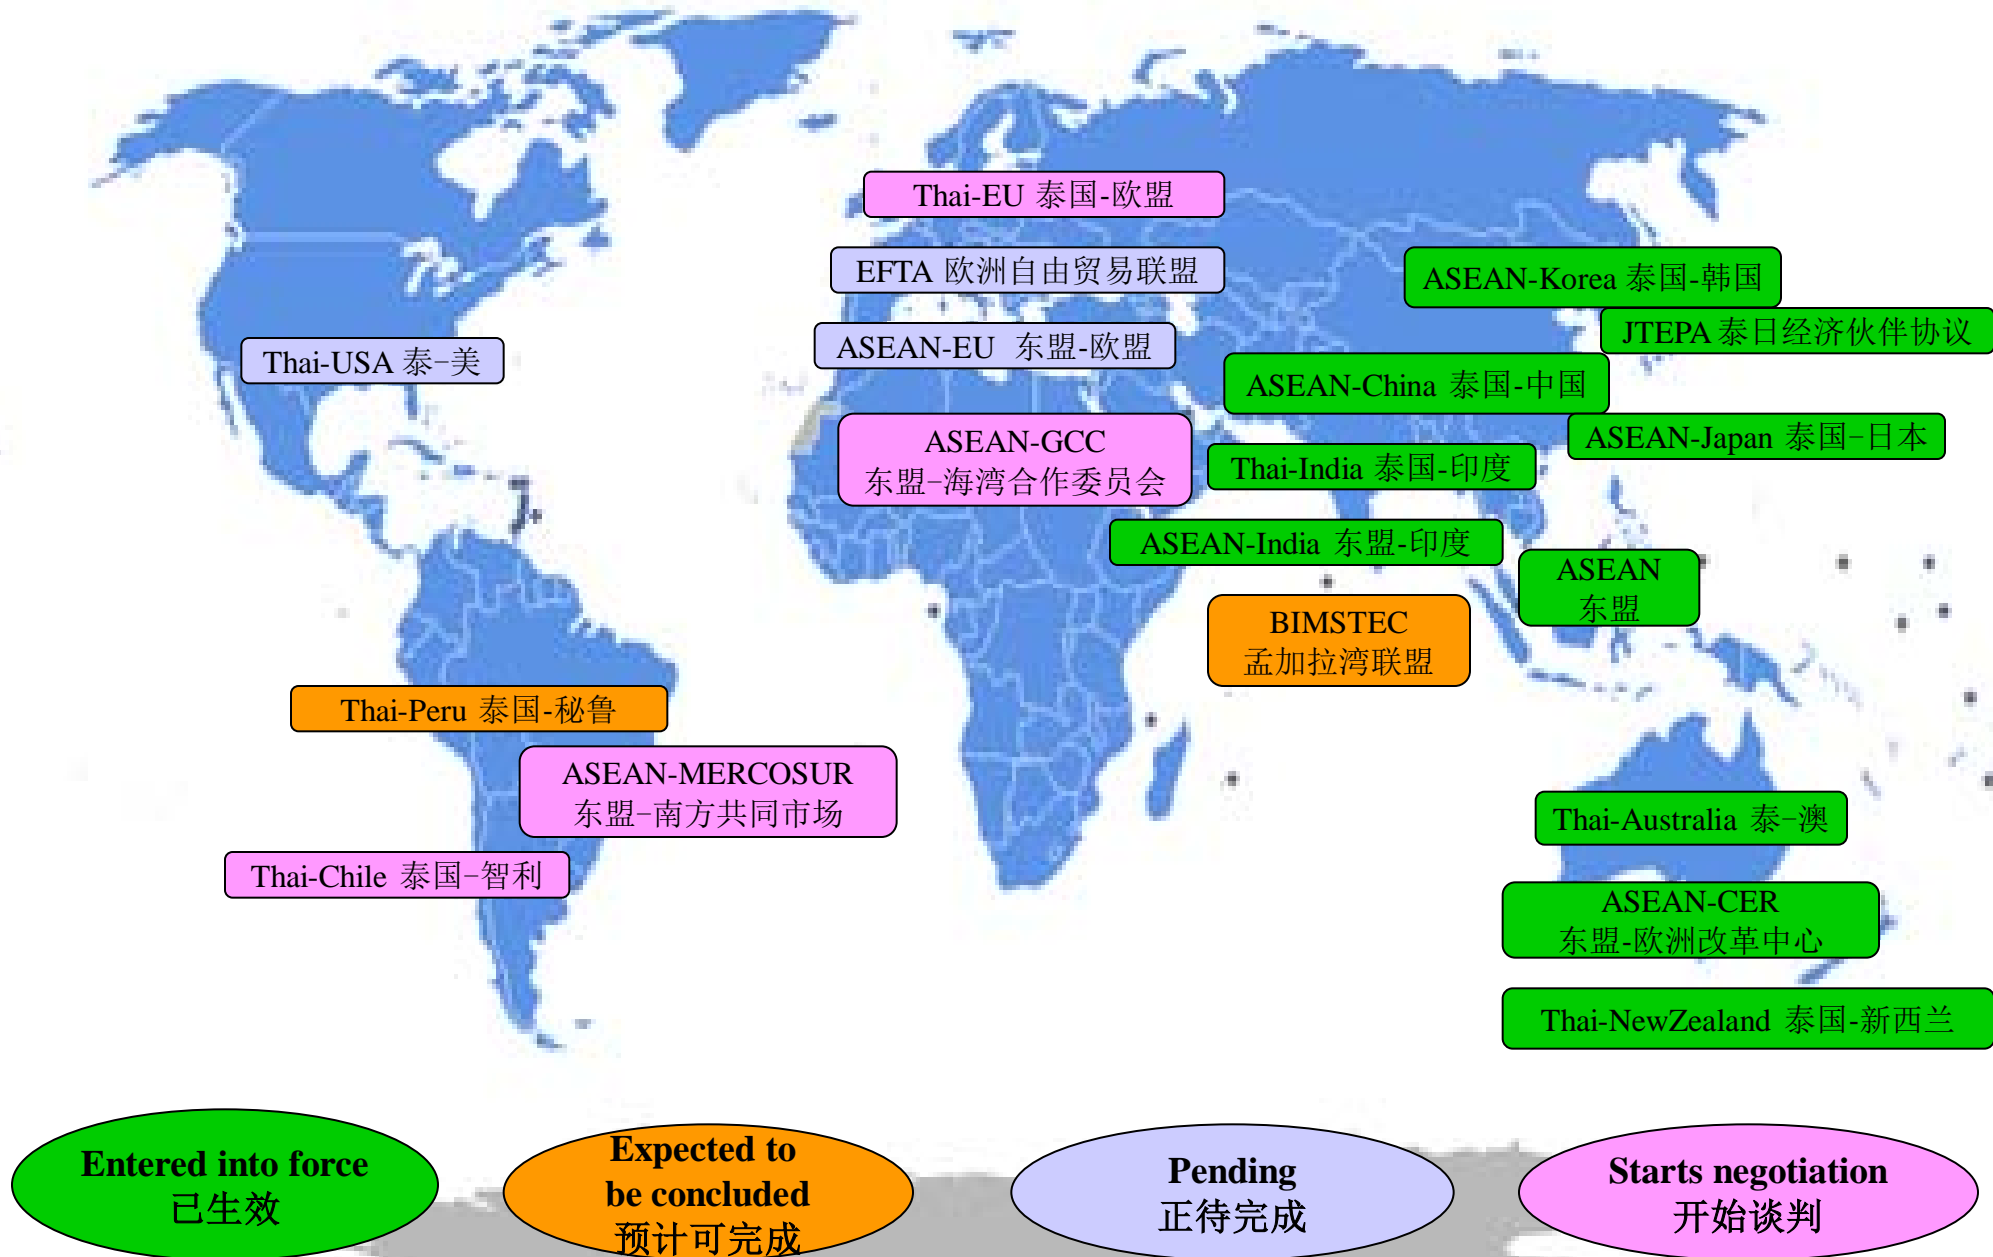 Thai-EU 泰国-欧盟
EFTA 欧洲自由贸易联盟
ASEAN-Korea 泰国-韩国
JTEPA 泰日经济伙伴协议
Thai-USA 泰-美
ASEAN-EU 东盟-欧盟
ASEAN-China 泰国-中国
ASEAN-Japan 泰国-日本
ASEAN-GCC
东盟-海湾合作委员会
Thai-India 泰国-印度
ASEAN-India 东盟-印度
ASEAN
东盟
BIMSTEC
孟加拉湾联盟
Thai-Peru 泰国-秘鲁
ASEAN-MERCOSUR
东盟-南方共同市场
Thai-Australia 泰-澳
Thai-Chile 泰国-智利
ASEAN-CER
东盟-欧洲改革中心
Thai-NewZealand 泰国-新西兰
Entered into force
已生效
Expected to
be concluded
预计可完成
Pending
正待完成
Starts negotiation
开始谈判